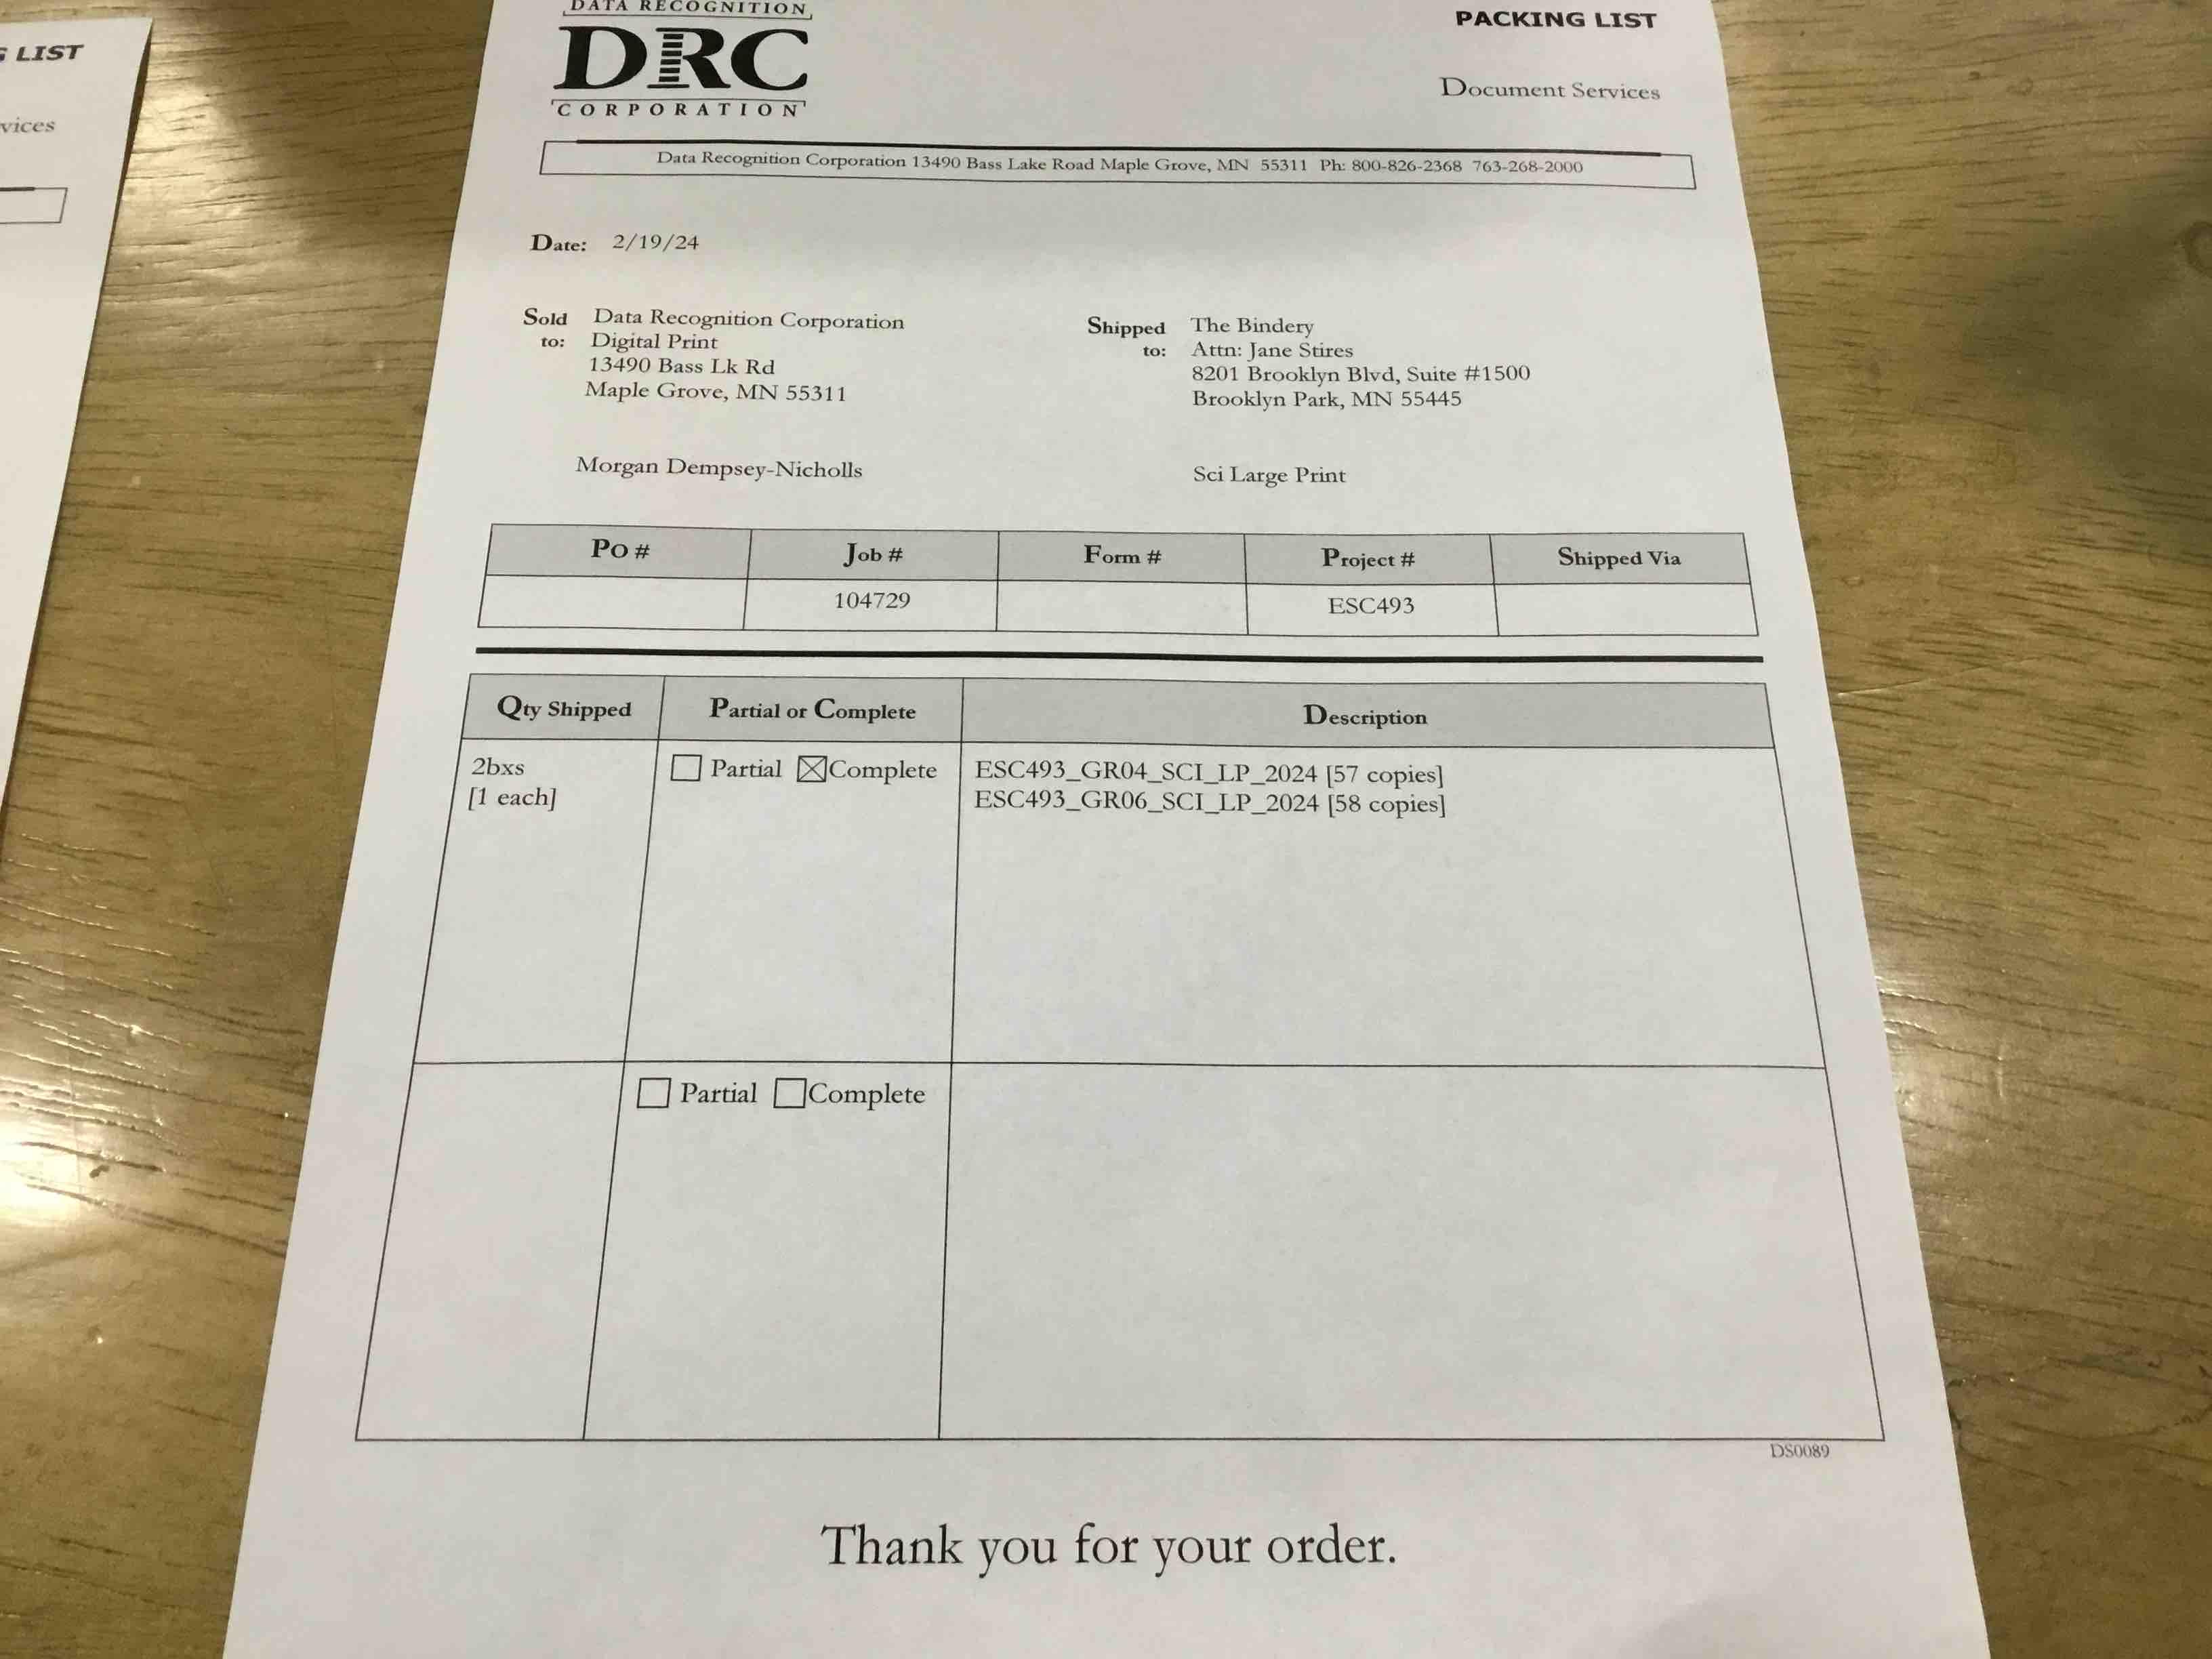 G LIST
vices
DATA RECOGNITION
DRC
CORPORATION
PACKING LIST
Document Services
Data Recognition Corporation 13490 Bass Lake Road Maple Grove, MN 55311 Ph: 800-826-2368 763-268-2000
Date: 2/19/24
Sold to: Data Recognition Corporation
Digital Print
13490 Bass Lk Rd
Maple Grove, MN 55311
Morgan Dempsey-Nicholls
Shipped to: The Bindery
Attn: Jane Stires
8201 Brooklyn Blvd, Suite #1500
Brooklyn Park, MN 55445
Sci Large Print
PO # Job # Form # Project # Shipped Via
104729 ESC493
Qty Shipped Partial or Complete Description
2bxs Partial Complete ESC493_GR04_SCI_LP_2024 [57 copies]
[1 each] ESC493_GR06_SCI_LP_2024 [58 copies]
Partial Complete
DS0089
Thank you for your order.